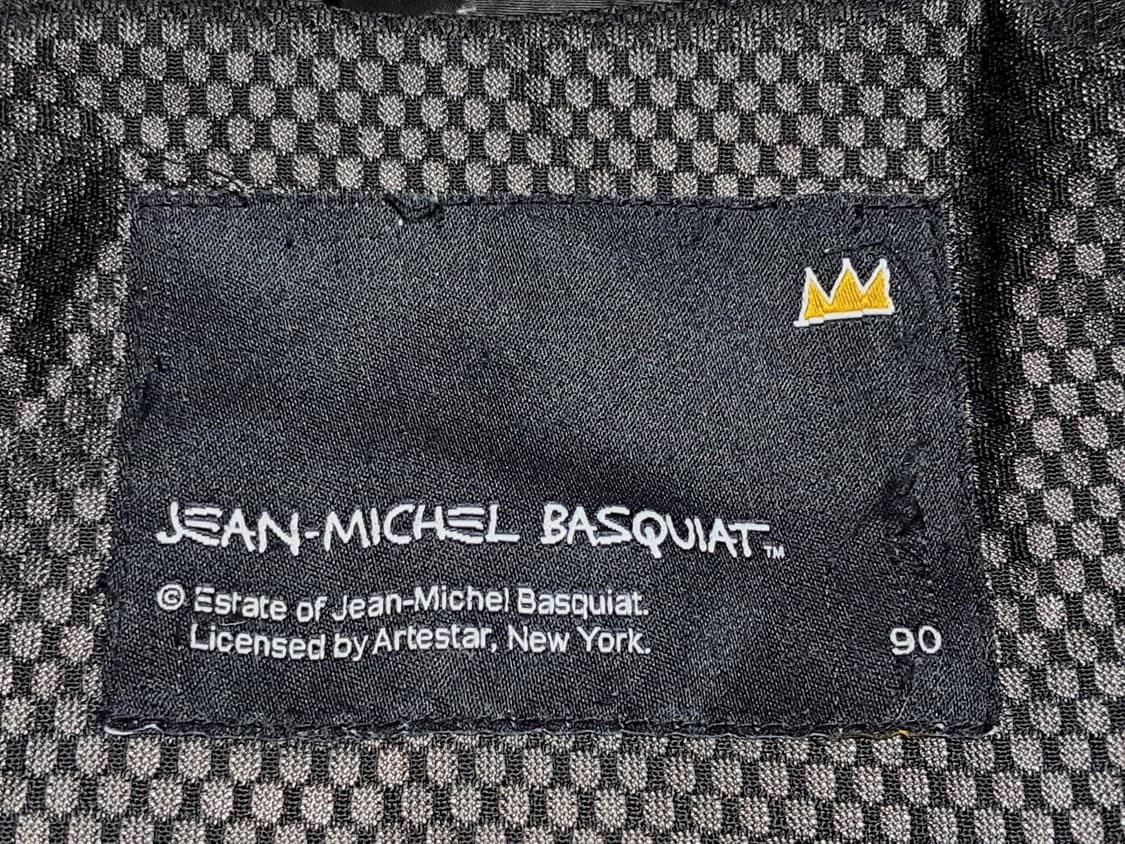 JEAN-MICHEL BASQUIAT™
© Estate of Jean-Michel Basquiat.
Licensed by Artestar, New York.
90